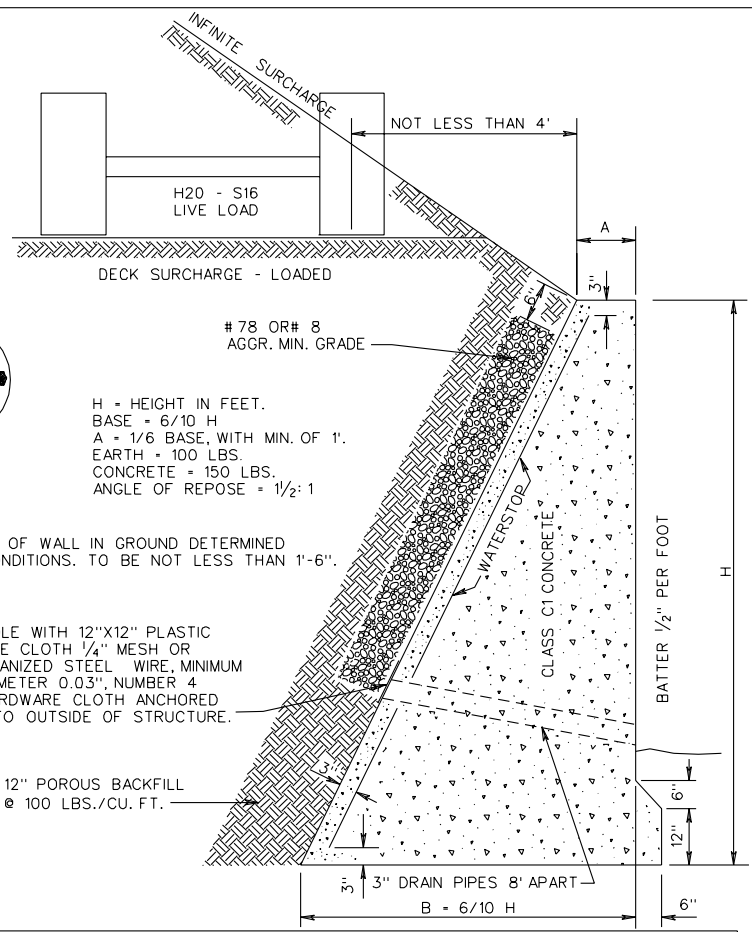 INFINITE SURCHARGE
NOT LESS THAN 4'
H20 - S16
LIVE LOAD
A
3"
DECK SURCHARGE - LOADED
6"
# 78 OR# 8
AGGR. MIN. GRADE
H = HEIGHT IN FEET.
BASE = 6/10 H
A = 1/6 BASE, WITH MIN. OF 1'.
EARTH = 100 LBS.
CONCRETE = 150 LBS.
ANGLE OF REPOSE = 1 1/2: 1
WATERSTOP
CLASS C1 CONCRETE
BATTER 1/2" PER FOOT
H
OF WALL IN GROUND DETERMINED
NDITIONS. TO BE NOT LESS THAN 1'-6".
LE WITH 12"X12" PLASTIC
E CLOTH 1/4" MESH OR
ANIZED STEEL WIRE, MINIMUM
METER 0.03", NUMBER 4
RDWARE CLOTH ANCHORED
TO OUTSIDE OF STRUCTURE.
3"
12" POROUS BACKFILL
@ 100 LBS./CU. FT.
6"
12"
3"
3" DRAIN PIPES 8' APART
B = 6/10 H
6"